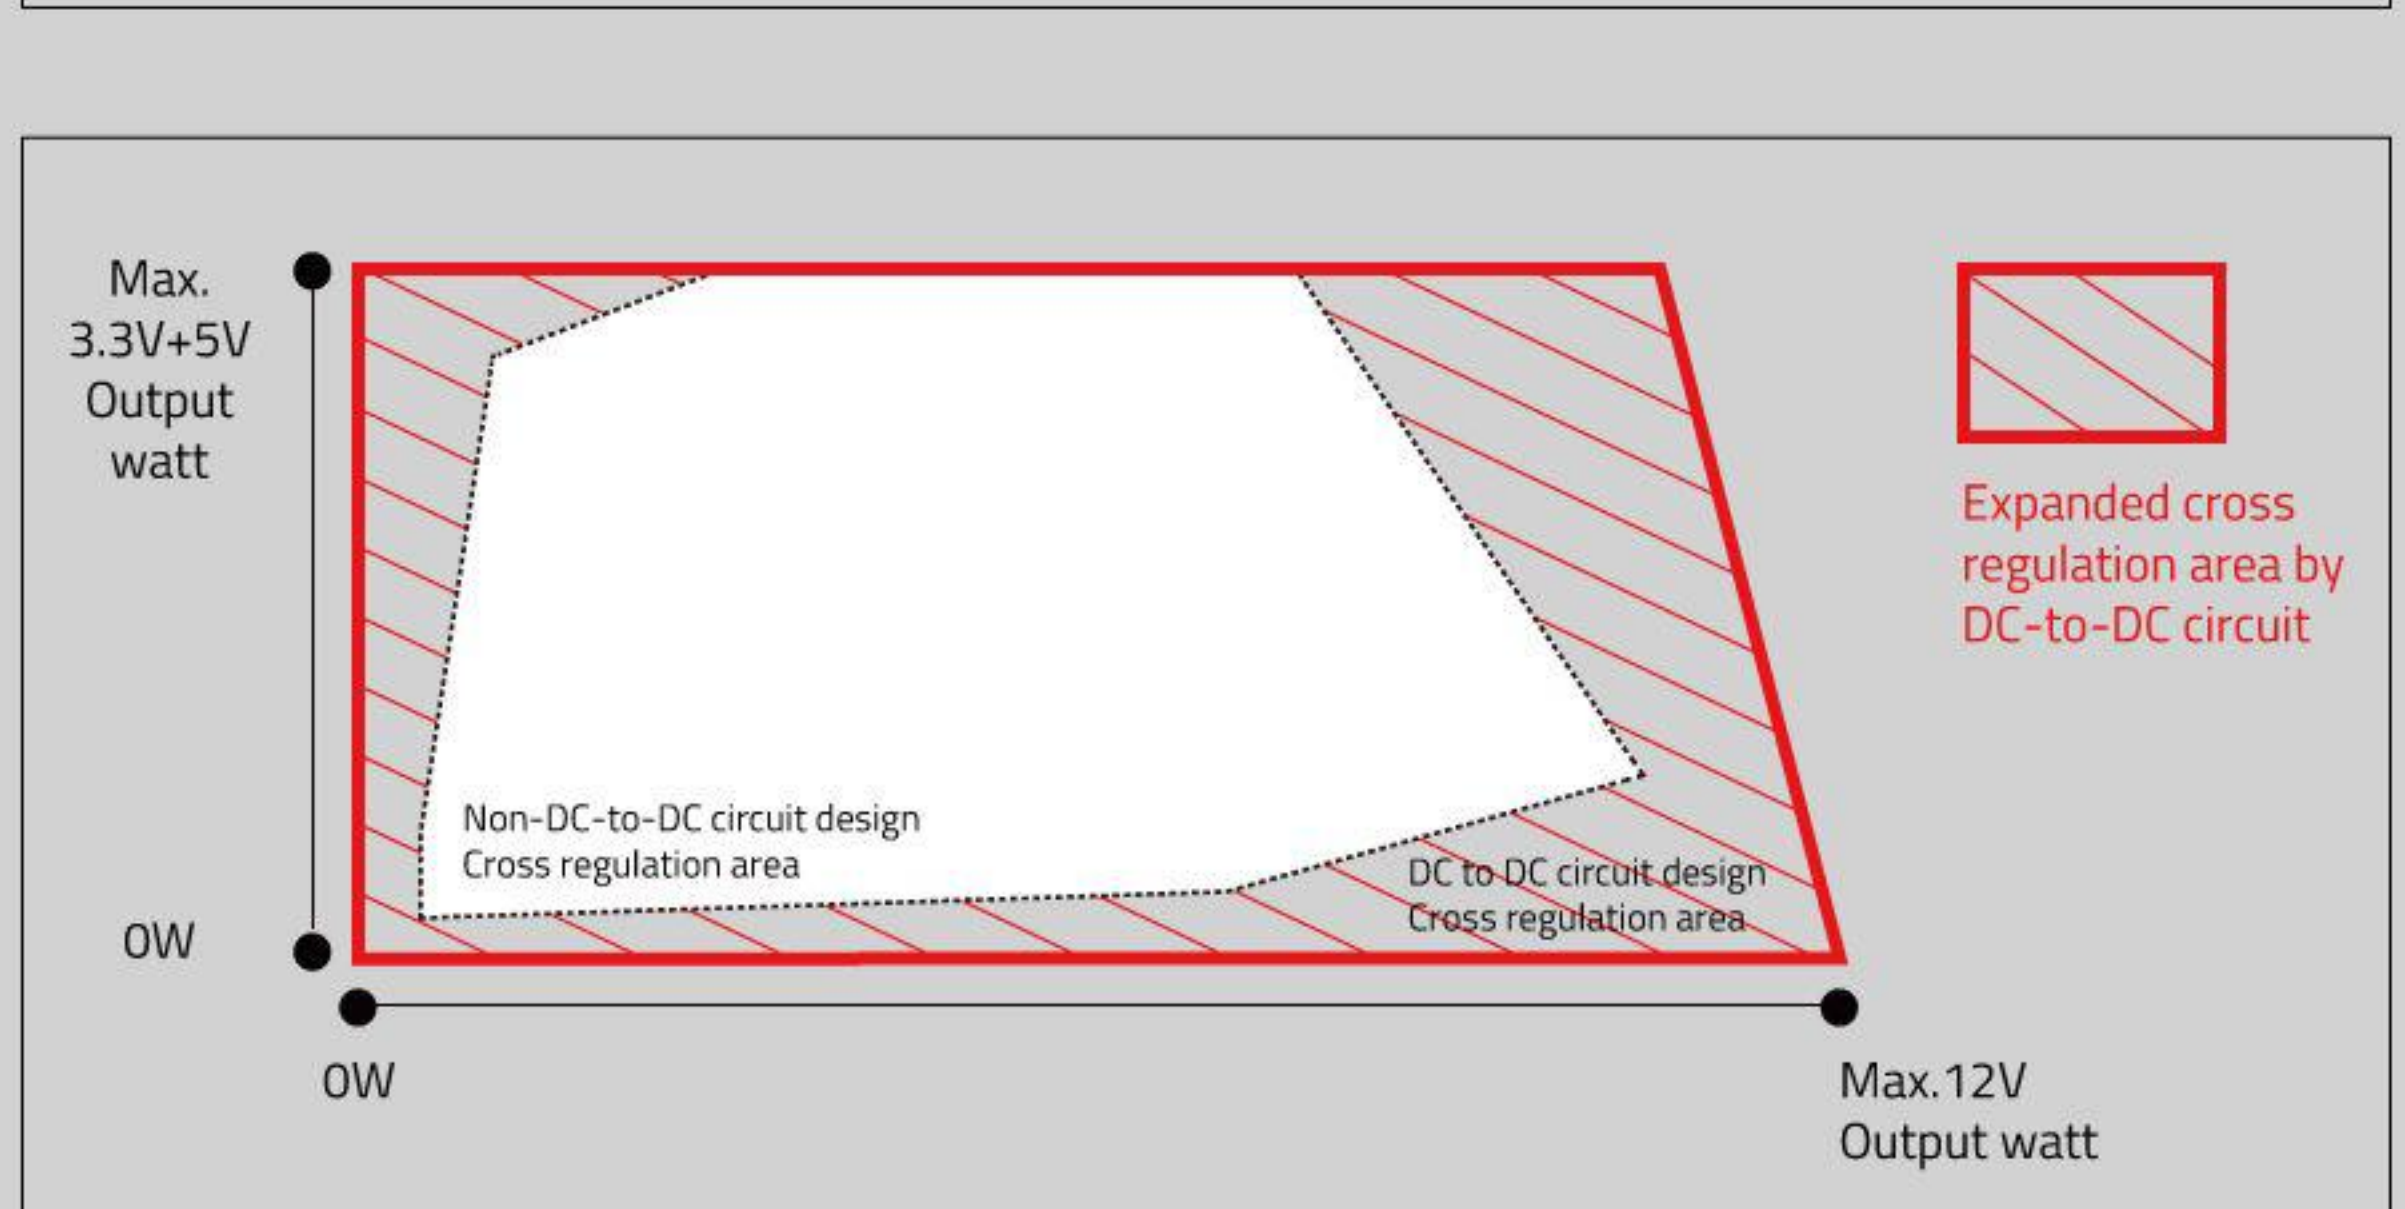 Max.
3.3V+5V
Output
watt
0W
0W
Max.12V
Output watt
Non-DC-to-DC circuit design
Cross regulation area
DC to DC circuit design
Cross regulation area
Expanded cross
regulation area by
DC-to-DC circuit